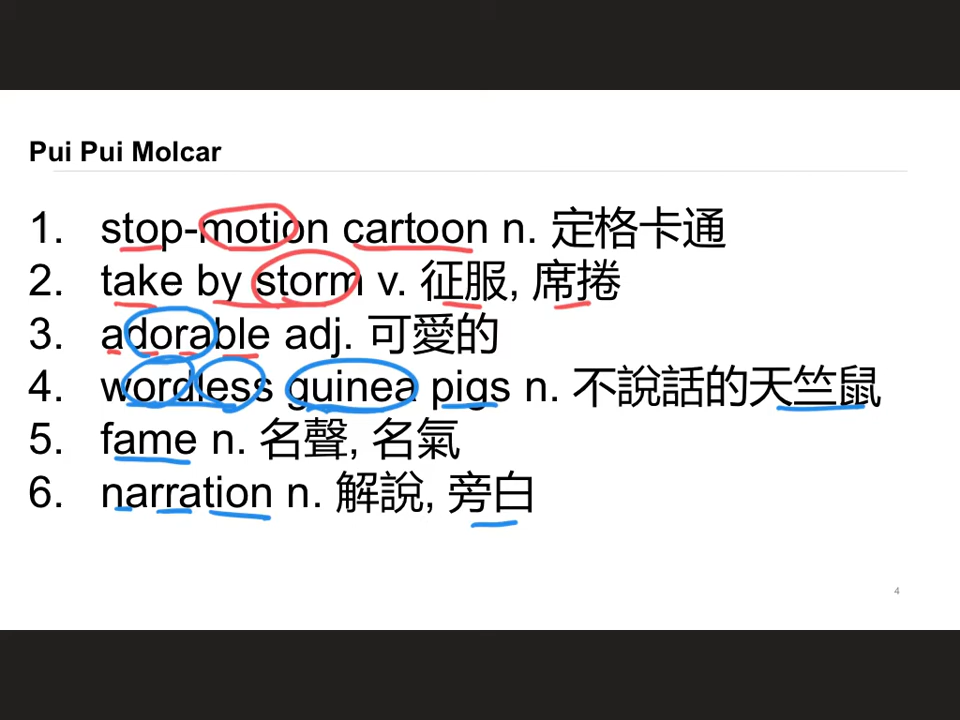 Pui Pui Molcar
1. stop-motion cartoon n. 定格卡通
2. take by storm v. 征服, 席捲
3. adorable adj. 可愛的
4. wordless guinea pigs n. 不說話的天竺鼠
5. fame n. 名聲, 名氣
6. narration n. 解說, 旁白
4